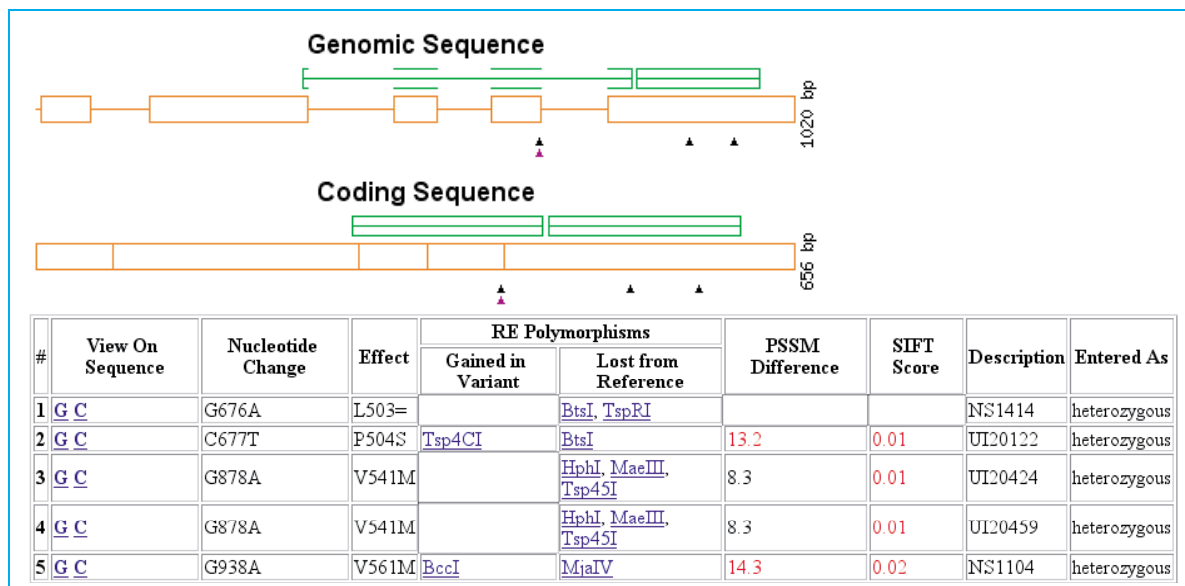 Genomic Sequence
1020 bp
Coding Sequence
656 bp
# View On Sequence Nucleotide Change Effect RE Polymorphisms PSSM Difference SIFT Score Description Entered As
Gained in Variant Lost from Reference
1 G C G676A L503= BtsI, TspRI NS1414 heterozygous
2 G C C677T P504S Tsp4CI BtsI 13.2 0.01 UI20122 heterozygous
3 G C G878A V541M HphI, MaeIII, Tsp45I 8.3 0.01 UI20424 heterozygous
4 G C G878A V541M HphI, MaeIII, Tsp45I 8.3 0.01 UI20459 heterozygous
5 G C G938A V561M BccI MjaIV 14.3 0.02 NS1104 heterozygous